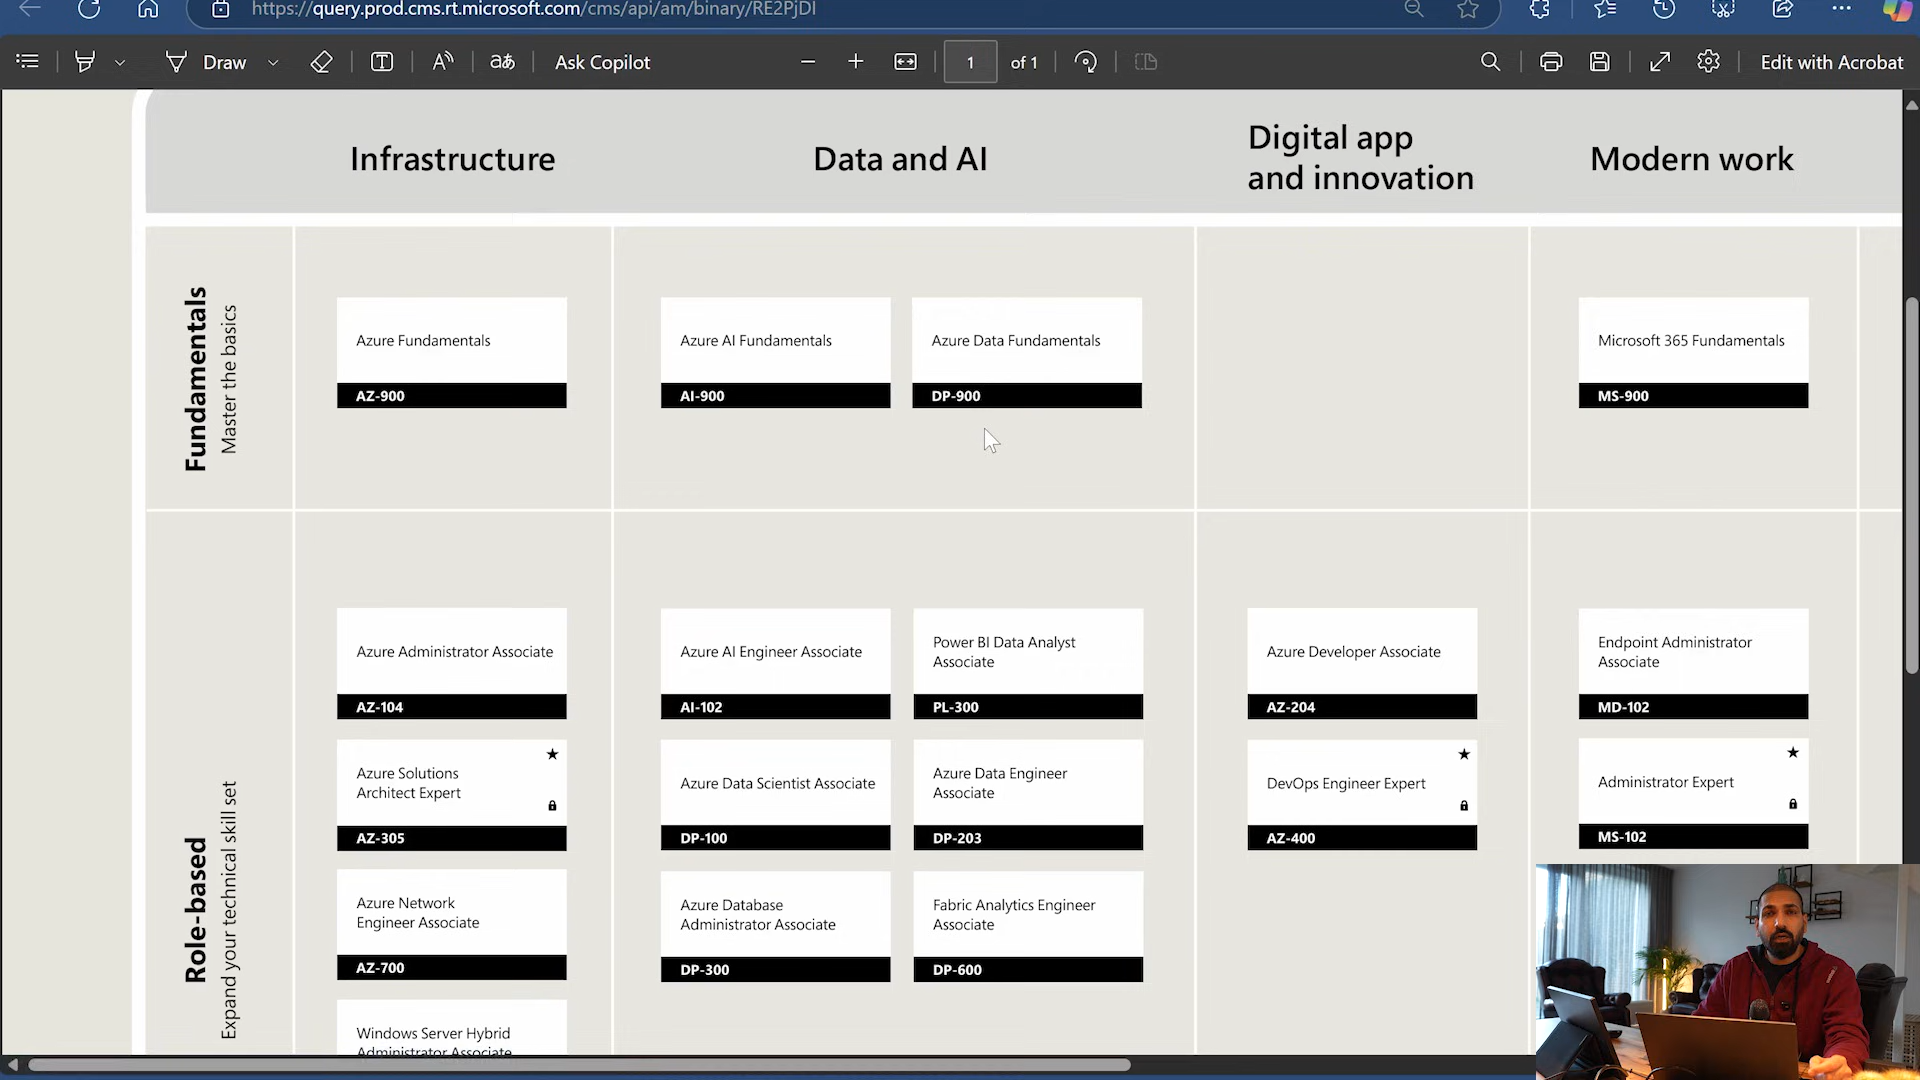 https://query.prod.cms.rt.microsoft.com/cms/api/am/binary/RE2PjDI
Draw
Ask Copilot
1
of 1
Edit with Acrobat
Infrastructure
Data and AI
Digital app
and innovation
Modern work
Fundamentals
Master the basics
Azure Fundamentals
AZ-900
Azure AI Fundamentals
AI-900
Azure Data Fundamentals
DP-900
Microsoft 365 Fundamentals
MS-900
Role-based
Expand your technical skill set
Azure Administrator Associate
AZ-104
Azure AI Engineer Associate
AI-102
Power BI Data Analyst
Associate
PL-300
Azure Developer Associate
AZ-204
Endpoint Administrator
Associate
MD-102
Azure Solutions
Architect Expert
AZ-305
Azure Data Scientist Associate
DP-100
Azure Data Engineer
Associate
DP-203
DevOps Engineer Expert
AZ-400
Administrator Expert
MS-102
Azure Network
Engineer Associate
AZ-700
Azure Database
Administrator Associate
DP-300
Fabric Analytics Engineer
Associate
DP-600
Windows Server Hybrid
Administrator Associate